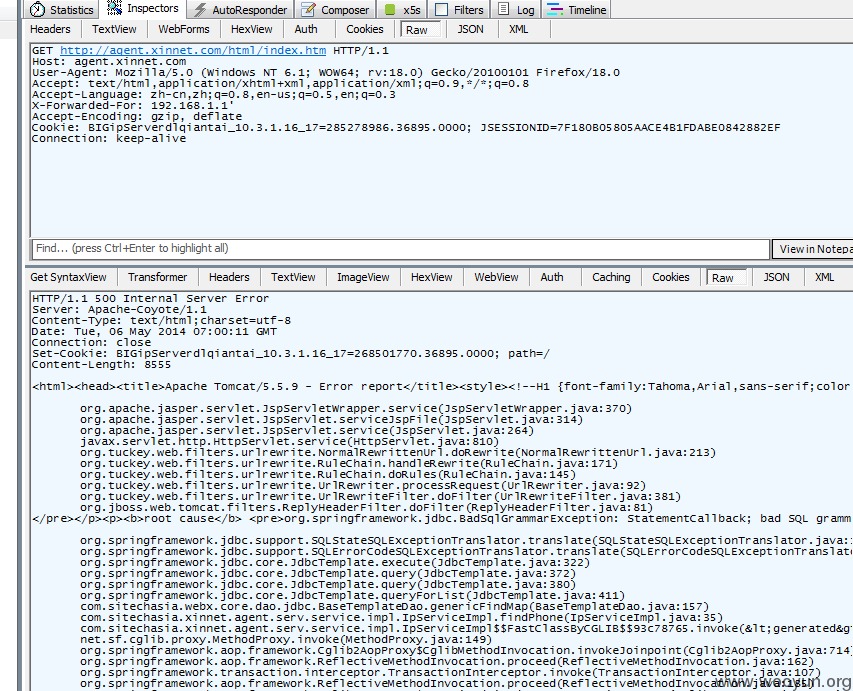 Statistics Inspectors AutoResponder Composer x5s Filters Log Timeline
Headers TextView WebForms HexView Auth Cookies Raw JSON XML
GET http://agent.xinnet.com/html/index.htm HTTP/1.1
Host: agent.xinnet.com
User-Agent: Mozilla/5.0 (Windows NT 6.1; WOW64; rv:18.0) Gecko/20100101 Firefox/18.0
Accept: text/html,application/xhtml+xml,application/xml;q=0.9,*/*;q=0.8
Accept-Language: zh-cn,zh;q=0.8,en-us;q=0.5,en;q=0.3
X-Forwarded-For: 192.168.1.1'
Accept-Encoding: gzip, deflate
Cookie: BIGipServerdlqiantai_10.3.1.16_17=285278986.36895.0000; JSESSIONID=7F180B05805AACE4B1FDABE0842882EF
Connection: keep-alive
Find... (press Ctrl+Enter to highlight all) View in Notepa
Get SyntaxView Transformer Headers TextView ImageView HexView WebView Auth Caching Cookies Raw JSON XML
HTTP/1.1 500 Internal Server Error
Server: Apache-Coyote/1.1
Content-Type: text/html;charset=utf-8
Date: Tue, 06 May 2014 07:00:11 GMT
Connection: close
Set-Cookie: BIGipServerdlqiantai_10.3.1.16_17=268501770.36895.0000; path=/
Content-Length: 8555
<html><head><title>Apache Tomcat/5.5.9 - Error report</title><style><!--H1 {font-family:Tahoma,Arial,sans-serif;color
org.apache.jasper.servlet.JspServletWrapper.service(JspServletWrapper.java:370)
org.apache.jasper.servlet.JspServlet.serviceJspFile(JspServlet.java:314)
org.apache.jasper.servlet.JspServlet.service(JspServlet.java:264)
javax.servlet.http.HttpServlet.service(HttpServlet.java:810)
org.tuckey.web.filters.urlrewrite.NormalRewrittenUrl.doRewrite(NormalRewrittenUrl.java:213)
org.tuckey.web.filters.urlrewrite.RuleChain.handleRewrite(RuleChain.java:171)
org.tuckey.web.filters.urlrewrite.RuleChain.doRules(RuleChain.java:145)
org.tuckey.web.filters.urlrewrite.UrlRewriter.processRequest(UrlRewriter.java:92)
org.tuckey.web.filters.urlrewrite.UrlRewriteFilter.doFilter(UrlRewriteFilter.java:381)
org.jboss.web.tomcat.filters.ReplyHeaderFilter.doFilter(ReplyHeaderFilter.java:81)
</pre></p><p><b>root cause</b> <pre>org.springframework.jdbc.BadSqlGrammarException: StatementCallback; bad SQL gramm
org.springframework.jdbc.support.SQLStateSQLExceptionTranslator.translate(SQLStateSQLExceptionTranslator.java:
org.springframework.jdbc.support.SQLErrorCodeSQLExceptionTranslator.translate(SQLErrorCodeSQLExceptionTranslato
org.springframework.jdbc.core.JdbcTemplate.execute(JdbcTemplate.java:322)
org.springframework.jdbc.core.JdbcTemplate.query(JdbcTemplate.java:372)
org.springframework.jdbc.core.JdbcTemplate.query(JdbcTemplate.java:380)
org.springframework.jdbc.core.JdbcTemplate.queryForList(JdbcTemplate.java:411)
com.sitechasia.webx.core.dao.jdbc.BaseTemplateDao.genericFindMap(BaseTemplateDao.java:157)
com.sitechasia.xinnet.agent.serv.service.impl.IpServiceImpl.findPhone(IpServiceImpl.java:35)
com.sitechasia.xinnet.agent.serv.service.impl.IpServiceImpl$$FastClassByCGLIB$$93c78765.invoke(&lt;generated&g
net.sf.cglib.proxy.MethodProxy.invoke(MethodProxy.java:149)
org.springframework.aop.framework.Cglib2AopProxy$CglibMethodInvocation.invokeJoinpoint(Cglib2AopProxy.java:714)
org.springframework.aop.framework.ReflectiveMethodInvocation.proceed(ReflectiveMethodInvocation.java:162)
org.springframework.transaction.interceptor.TransactionInterceptor.invoke(TransactionInterceptor.java:107)
org.springframework.aop.framework.ReflectiveMethodInvocation.proceed(ReflectiveMethodInvocation.java:
www.wooyun.org